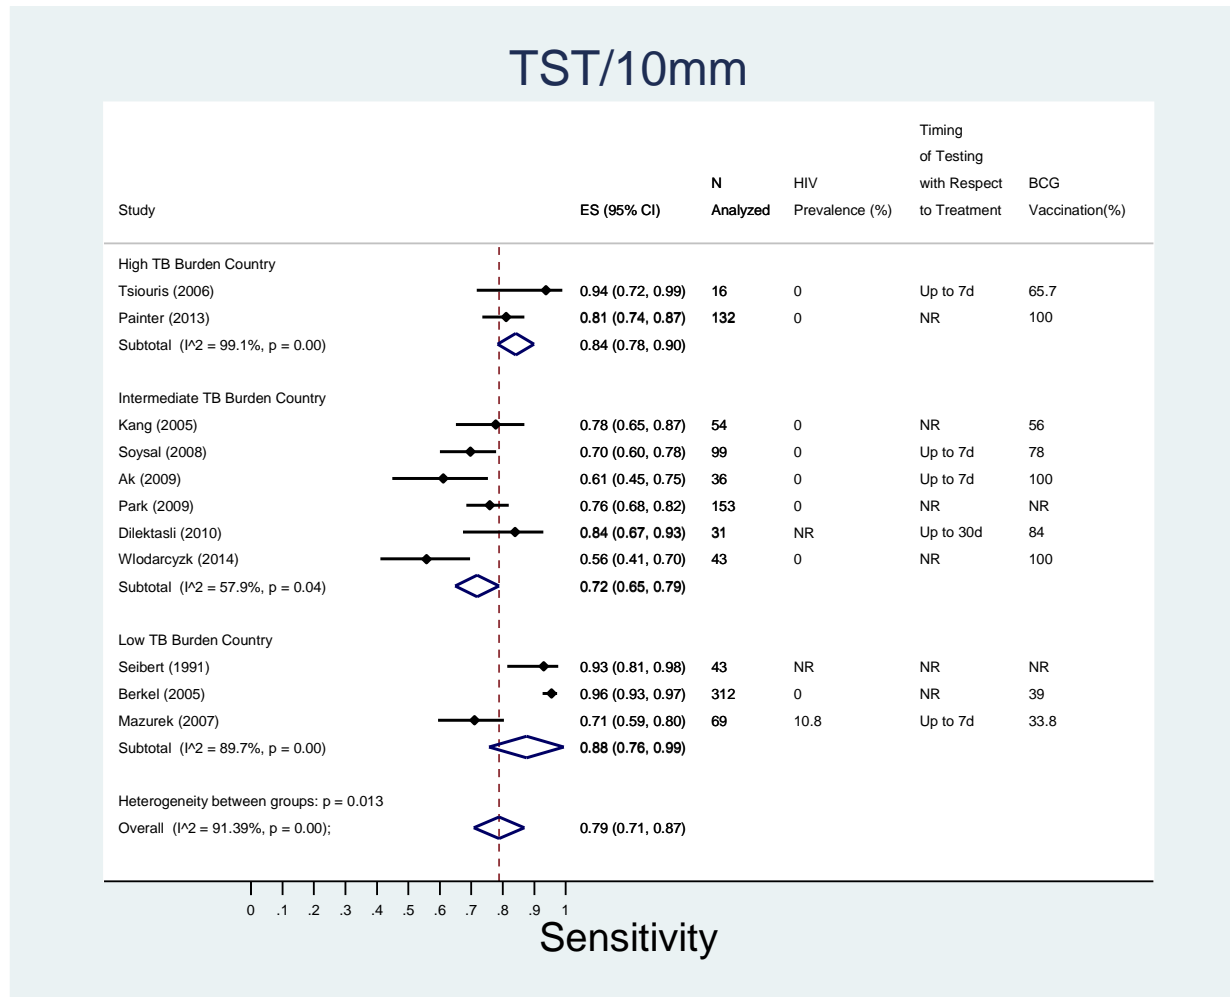 TST/10mm
Timing
of Testing
N HIV with Respect BCG
Study ES (95% CI) Analyzed Prevalence (%) to Treatment Vaccination(%)
High TB Burden Country
Tsiouris (2006) 0.94 (0.72, 0.99) 16 0 Up to 7d 65.7
Painter (2013) 0.81 (0.74, 0.87) 132 0 NR 100
Subtotal (I^2 = 99.1%, p = 0.00) 0.84 (0.78, 0.90)
Intermediate TB Burden Country
Kang (2005) 0.78 (0.65, 0.87) 54 0 NR 56
Soysal (2008) 0.70 (0.60, 0.78) 99 0 Up to 7d 78
Ak (2009) 0.61 (0.45, 0.75) 36 0 Up to 7d 100
Park (2009) 0.76 (0.68, 0.82) 153 0 NR NR
Dilektasli (2010) 0.84 (0.67, 0.93) 31 NR Up to 30d 84
Wlodarcyzk (2014) 0.56 (0.41, 0.70) 43 0 NR 100
Subtotal (I^2 = 57.9%, p = 0.04) 0.72 (0.65, 0.79)
Low TB Burden Country
Seibert (1991) 0.93 (0.81, 0.98) 43 NR NR NR
Berkel (2005) 0.96 (0.93, 0.97) 312 0 NR 39
Mazurek (2007) 0.71 (0.59, 0.80) 69 10.8 Up to 7d 33.8
Subtotal (I^2 = 89.7%, p = 0.00) 0.88 (0.76, 0.99)
Heterogeneity between groups: p = 0.013
Overall (I^2 = 91.39%, p = 0.00); 0.79 (0.71, 0.87)
0 .1 .2 .3 .4 .5 .6 .7 .8 .9 1
Sensitivity